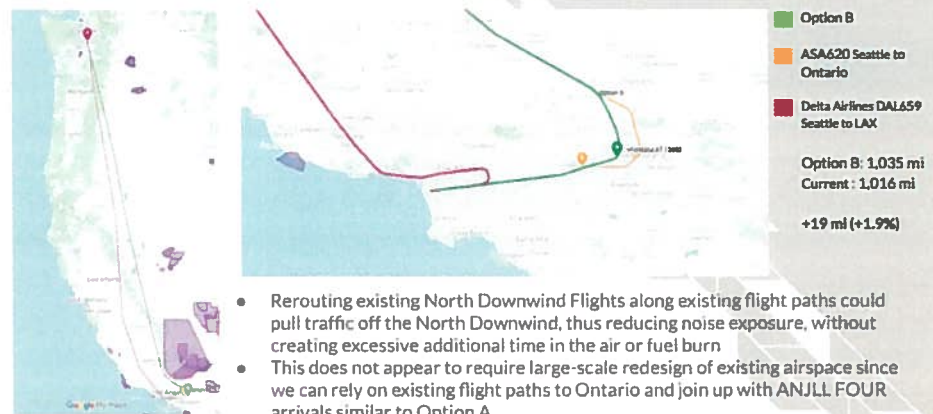 Option B
ASA620 Seattle to
Ontario
Delta Airlines DAL659
Seattle to LAX
Option B: 1,035 mi
Current: 1,016 mi
+19 mi (+1.9%)
Google My Maps
● Rerouting existing North Downwind Flights along existing flight paths could
pull traffic off the North Downwind, thus reducing noise exposure, without
creating excessive additional time in the air or fuel burn
● This does not appear to require large-scale redesign of existing airspace since
we can rely on existing flight paths to Ontario and join up with ANJLL FOUR
arrivals similar to Option A